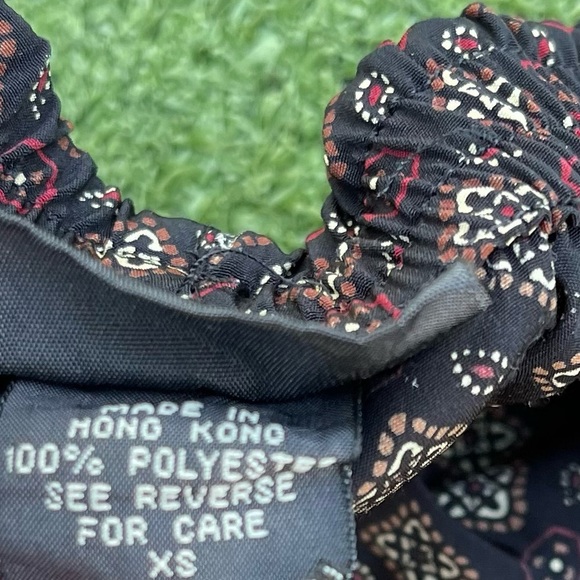 MADE IN
HONG KONG
100% POLYESTER
SEE REVERSE
FOR CARE
XS